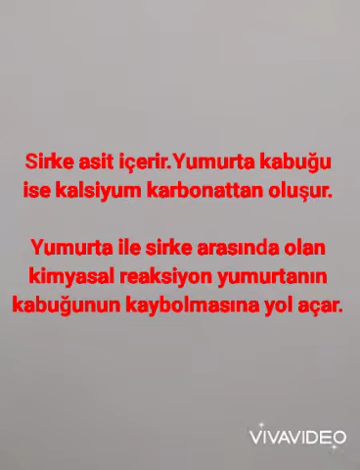 Sirke asit içerir.Yumurta kabuğu
ise kalsiyum karbonattan oluşur.
Yumurta ile sirke arasında olan
kimyasal reaksiyon yumurtanın
kabuğunun kaybolmasına yol açar.
VIVAVIDEO